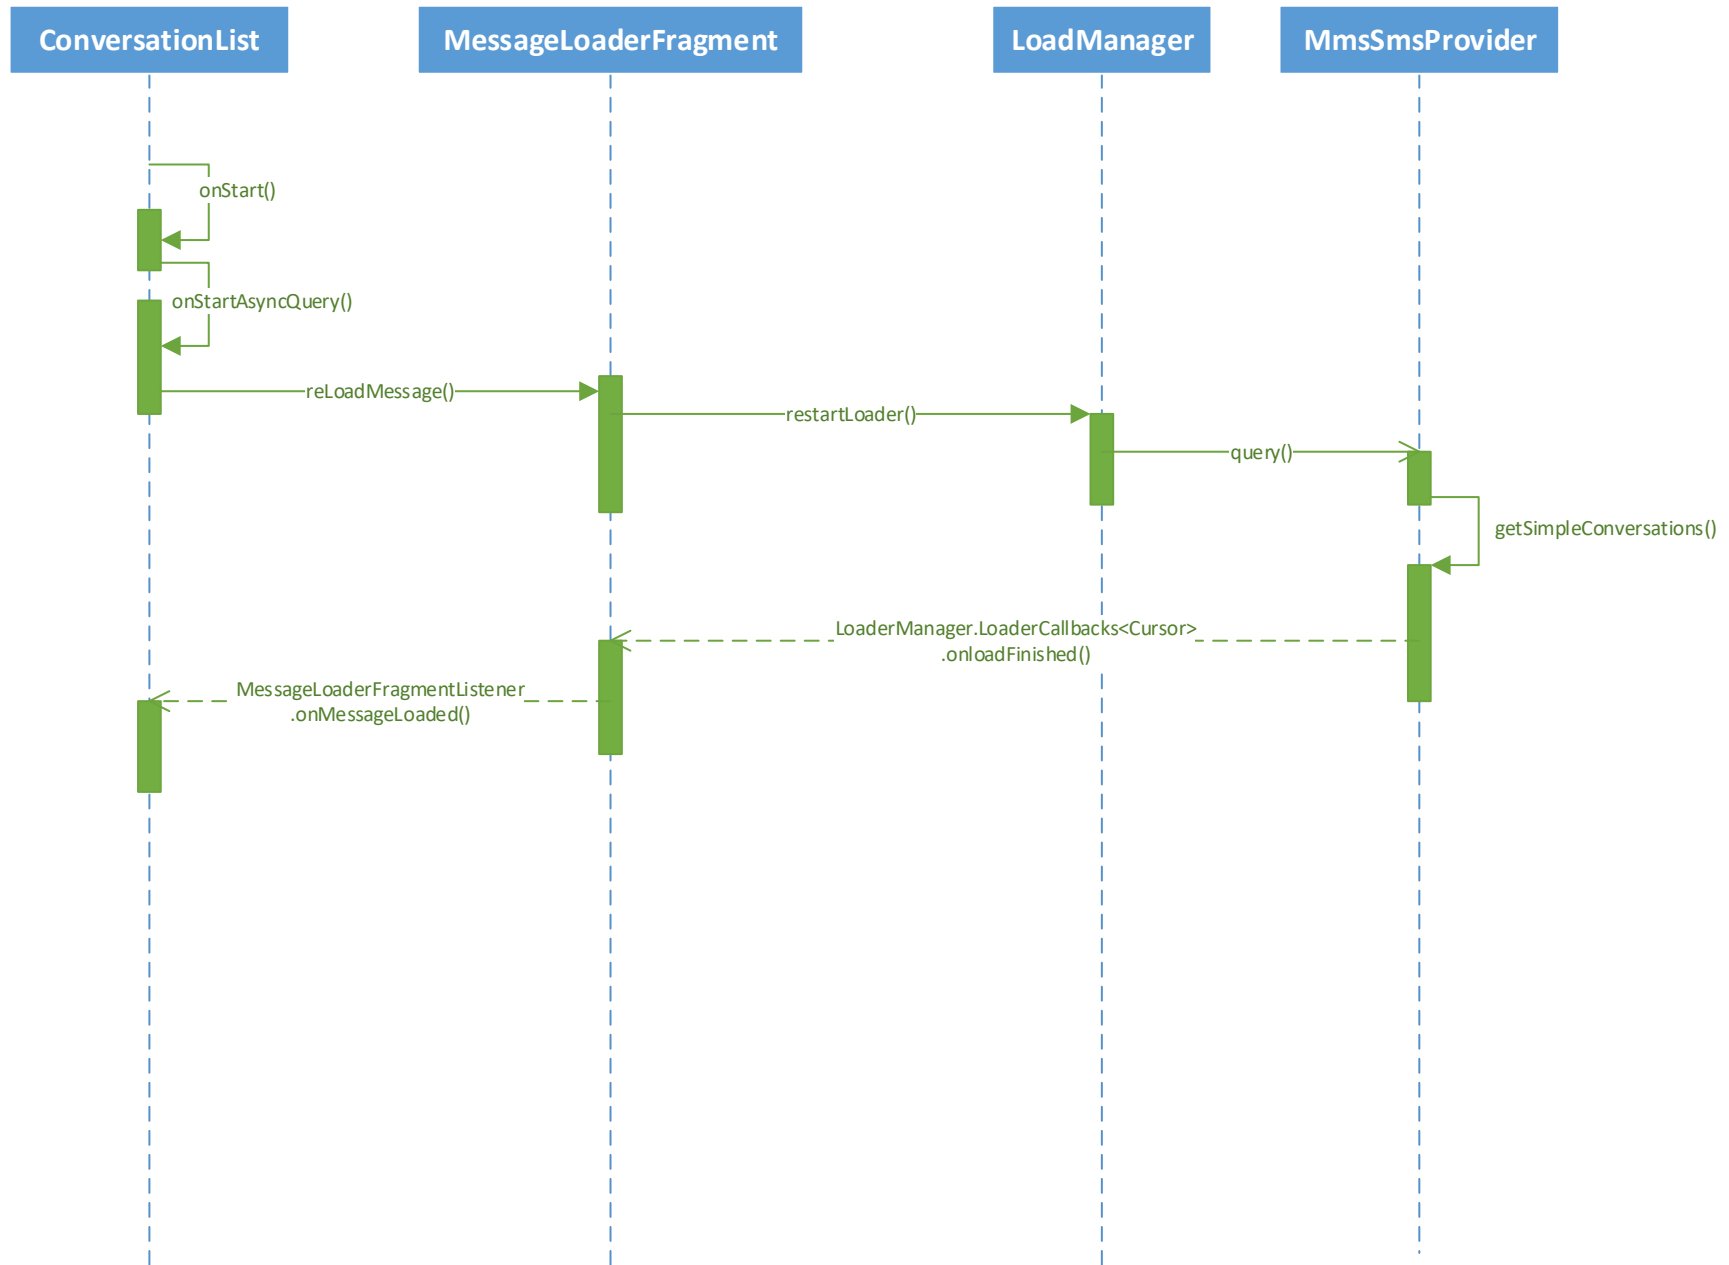 ConversationList
MessageLoaderFragment
LoadManager
MmsSmsProvider
onStart()
onStartAsyncQuery()
reLoadMessage()
restartLoader()
query()
getSimpleConversations()
LoaderManager.LoaderCallbacks<Cursor>
.onloadFinished()
MessageLoaderFragmentListener
.onMessageLoaded()